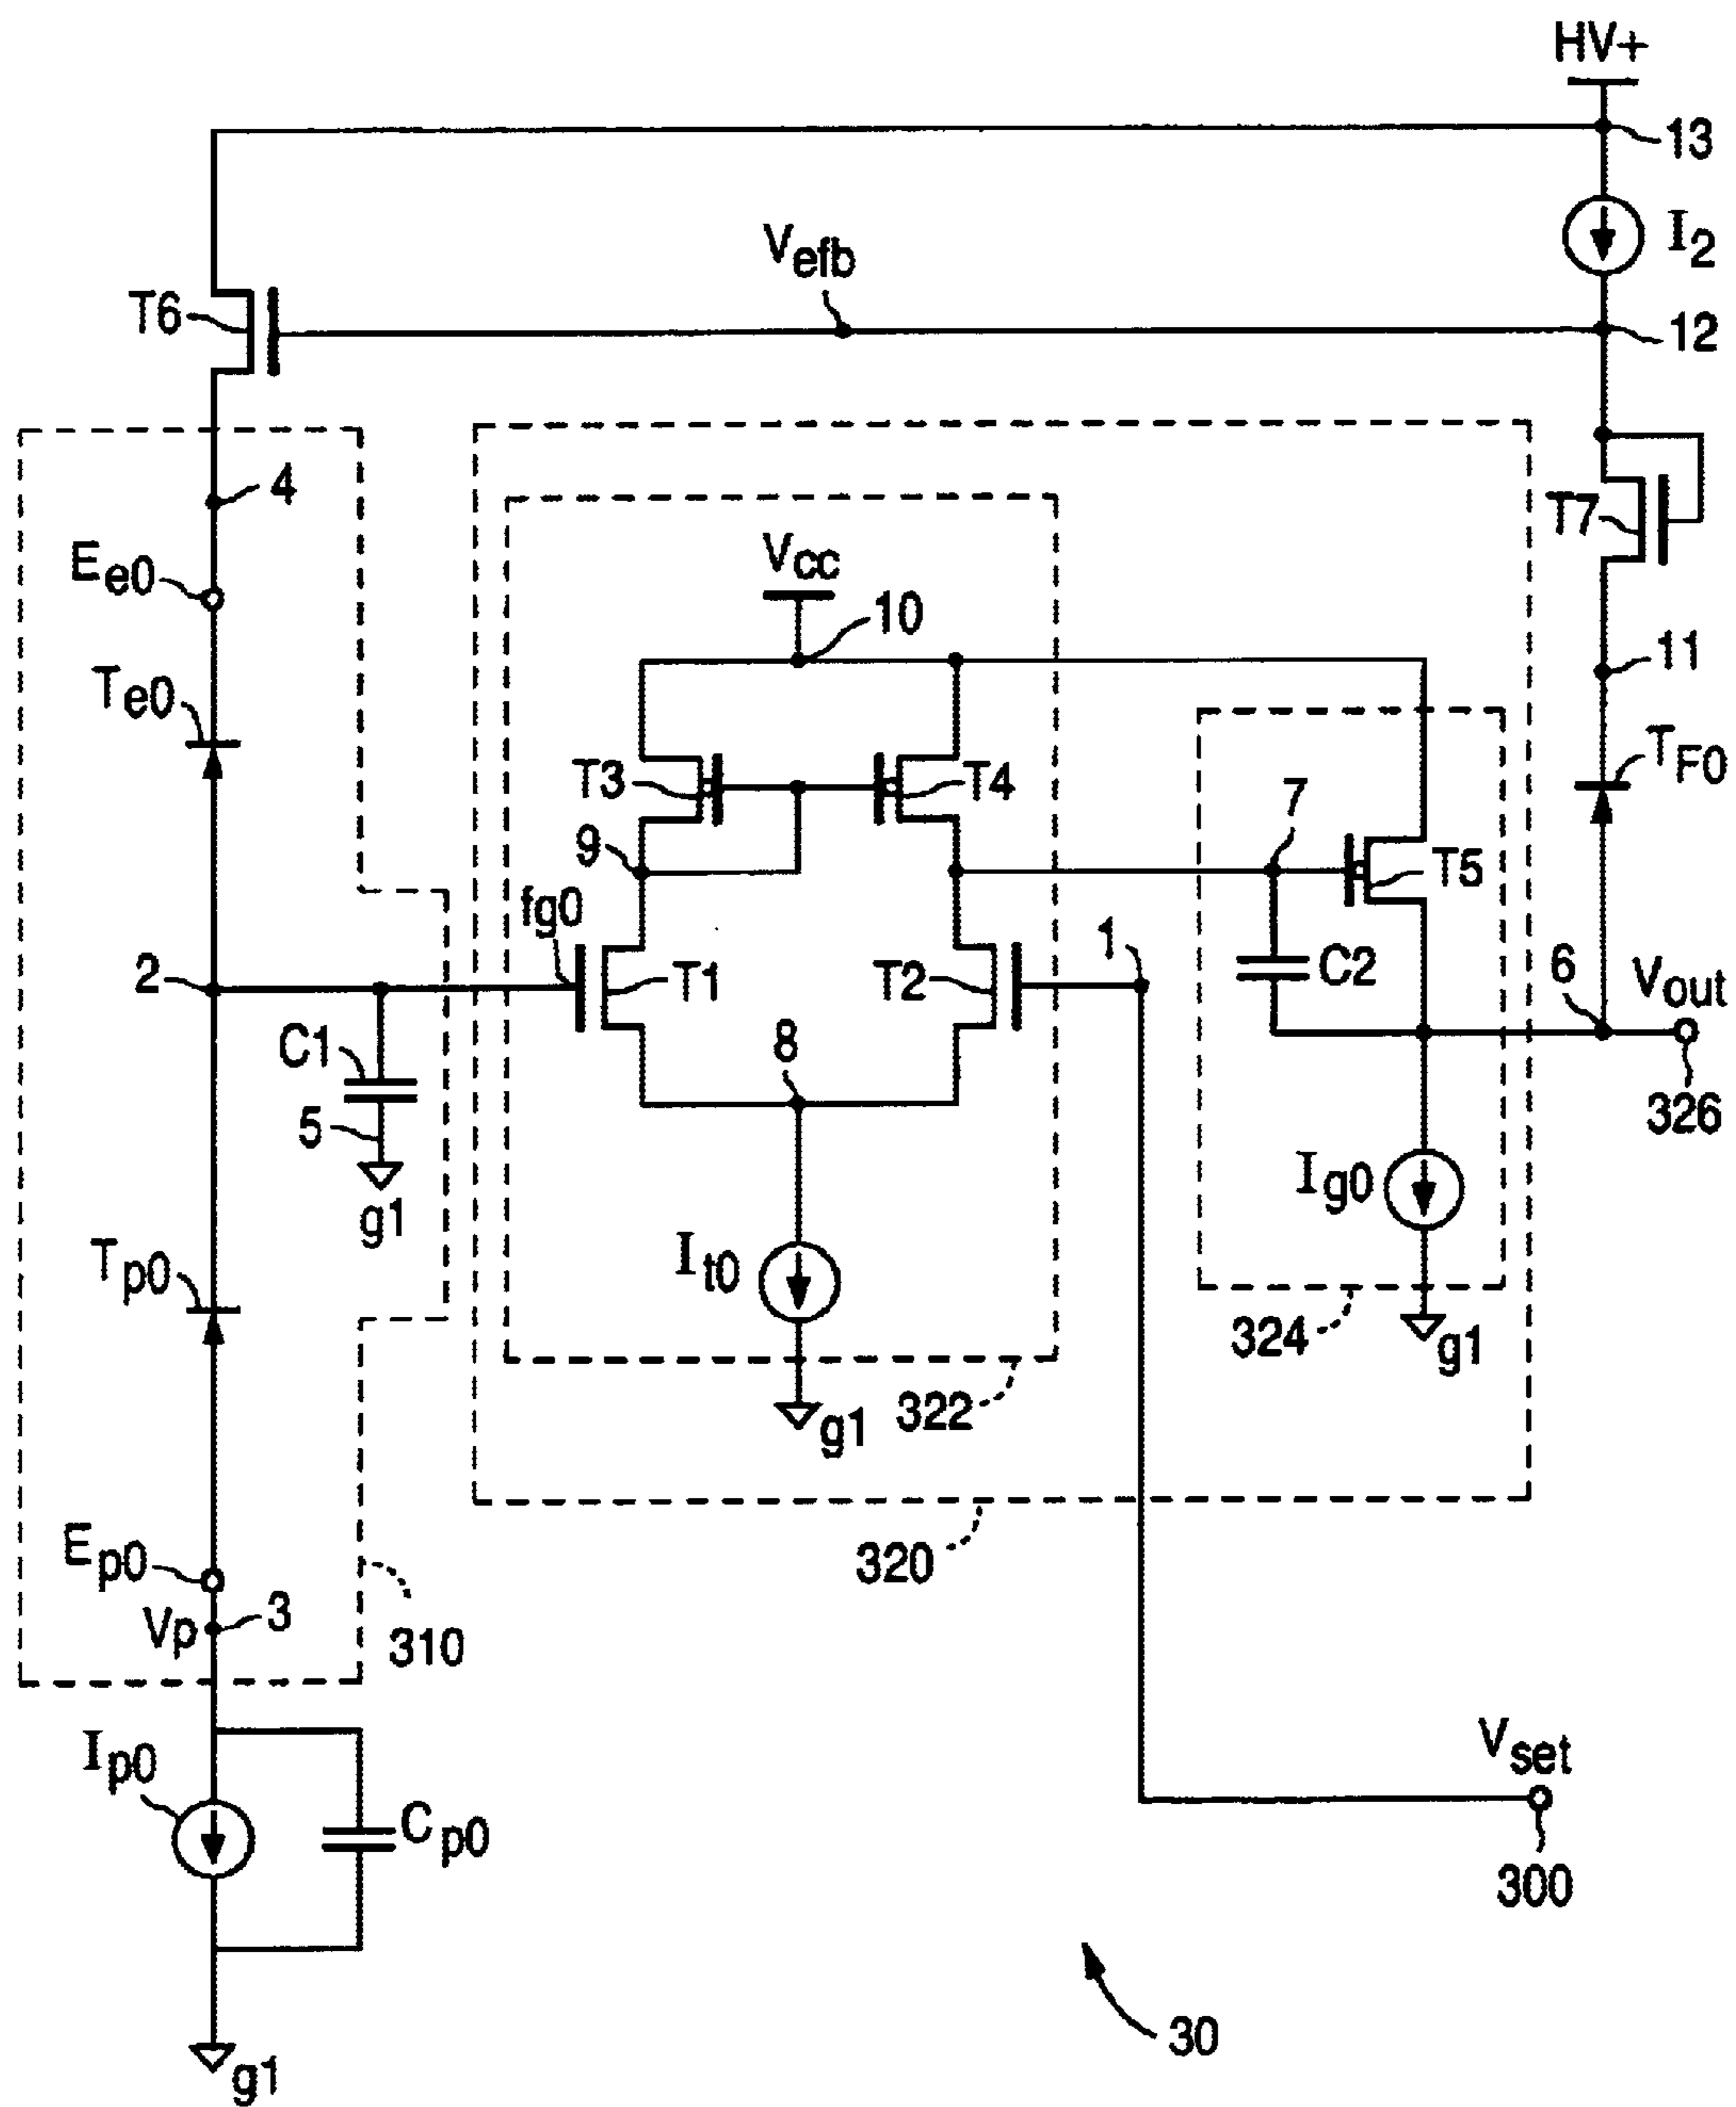 HV+
13
I2
Vefb
T6
12
4
Ee0
T7
Vcc
10
Te0
11
TF0
T3
T4
7
9
T5
fg0
1
2
T1
T2
C2
6
Vout
C1
8
5
326
g1
Ig0
It0
Tp0
324
g1
322
g1
Ep0
320
Vp
3
310
Vset
Ip0
Cp0
300
30
g1